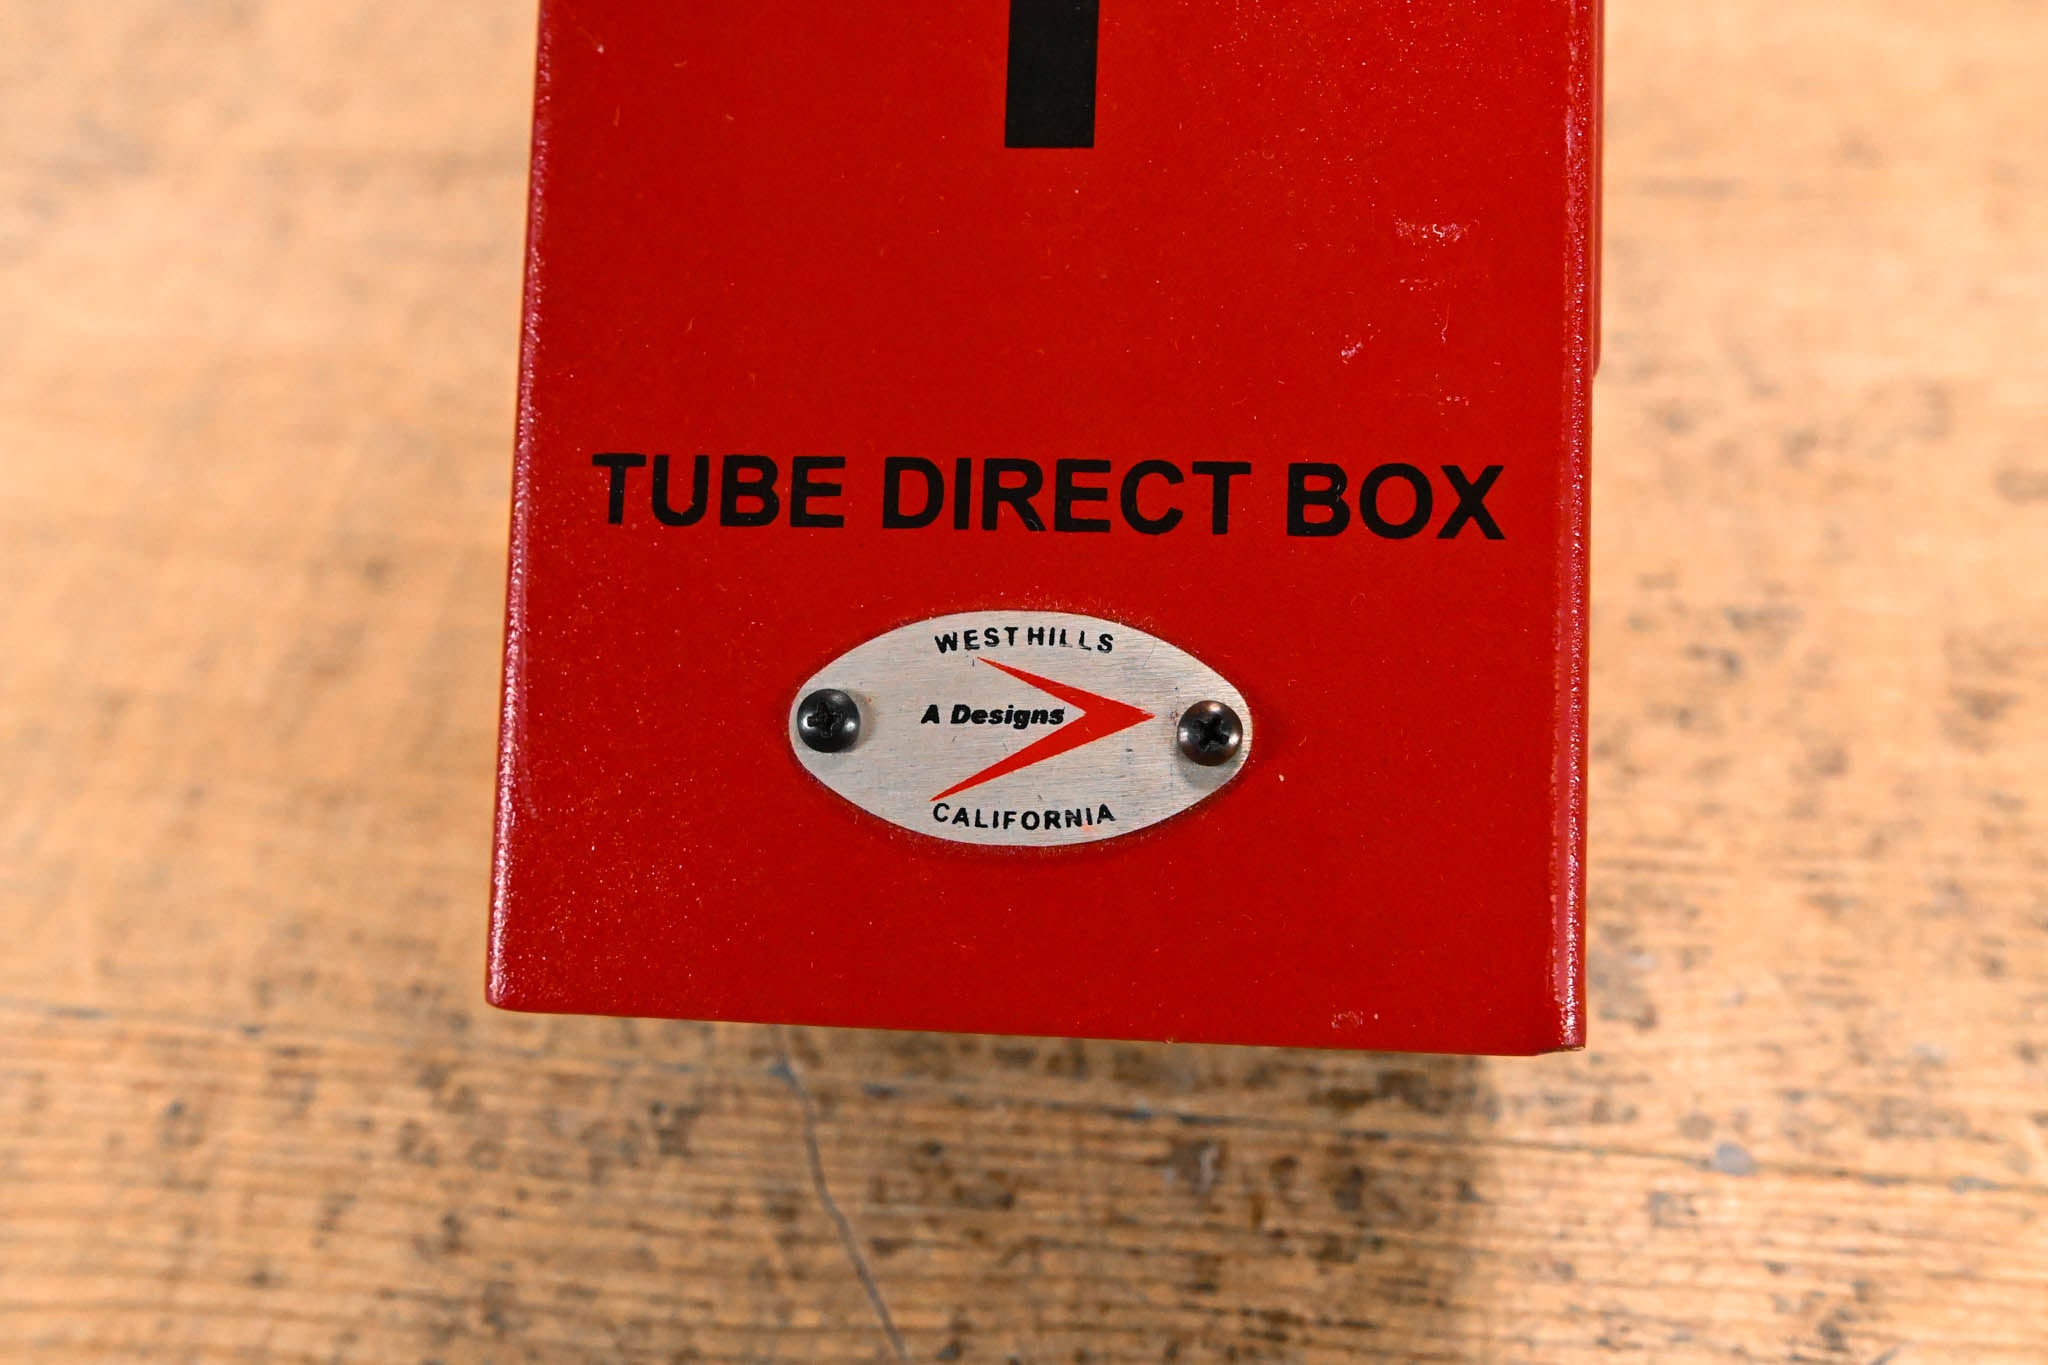 TUBE DIRECT BOX
WEST HILLS
A Designs
CALIFORNIA